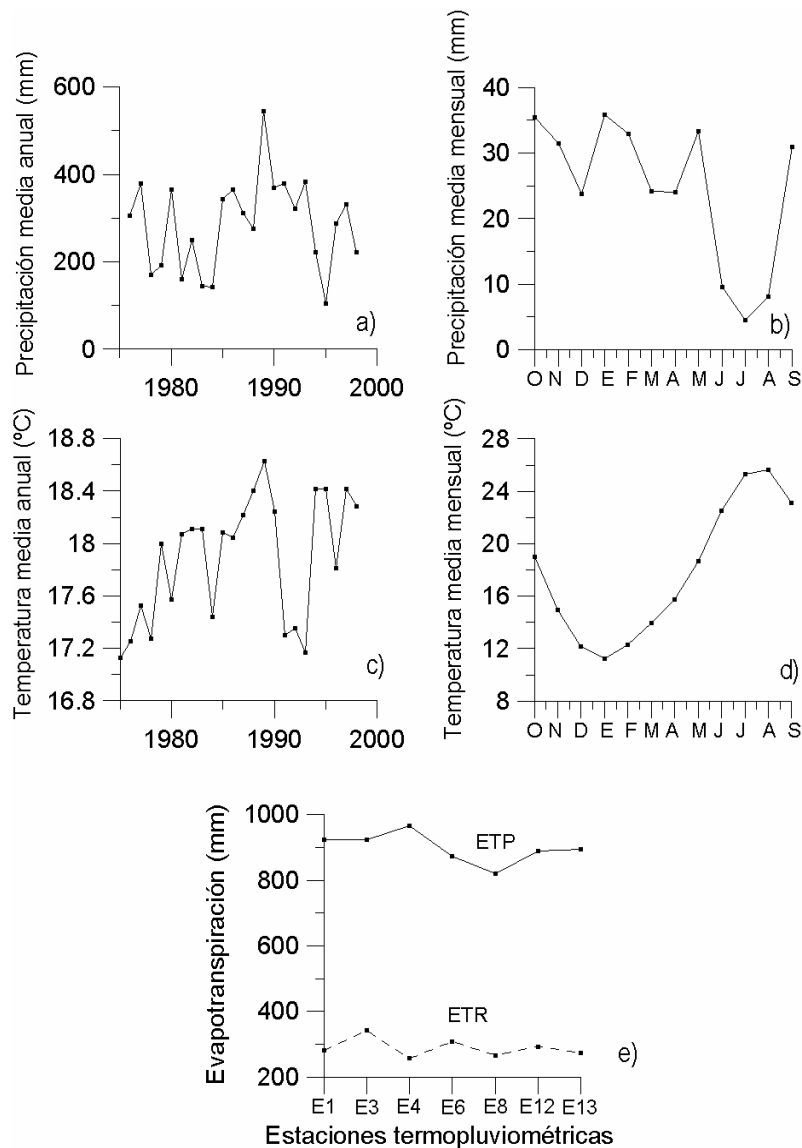 Precipitación media anual (mm)
600
400
200
0
1980
1990
2000
a)
Precipitación media mensual (mm)
40
30
20
10
0
O N D E F M A M J J A S
b)
Temperatura media anual (ºC)
18.8
18.4
18
17.6
17.2
16.8
1980
1990
2000
c)
Temperatura media mensual (ºC)
28
24
20
16
12
8
O N D E F M A M J J A S
d)
Evapotranspiración (mm)
1000
800
600
400
200
ETP
ETR
e)
E1 E3 E4 E6 E8 E12 E13
Estaciones termopluviométricas